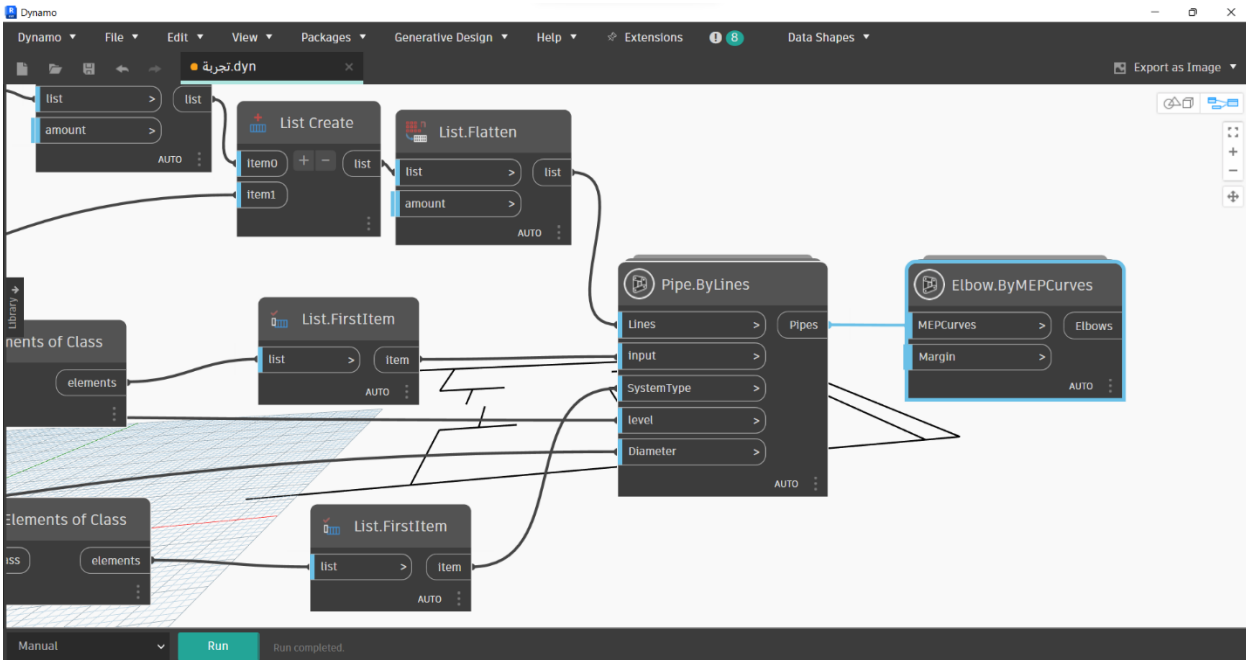 Dynamo
Dynamo File Edit View Packages Generative Design Help Extensions 8 Data Shapes
تجربة.dyn
Export as Image
list > list
amount >
AUTO
List Create
item0 + - list
item1
List.Flatten
list > list
amount >
AUTO
Library
Pipe.ByLines
Lines > Pipes
Input >
SystemType >
level >
Diameter >
AUTO
Elbow.ByMEPCurves
MEPCurves > Elbows
Margin >
AUTO
List.FirstItem
list > item
AUTO
ments of Class
elements
Elements of Class
ass elements
List.FirstItem
list > item
AUTO
Manual Run Run completed.